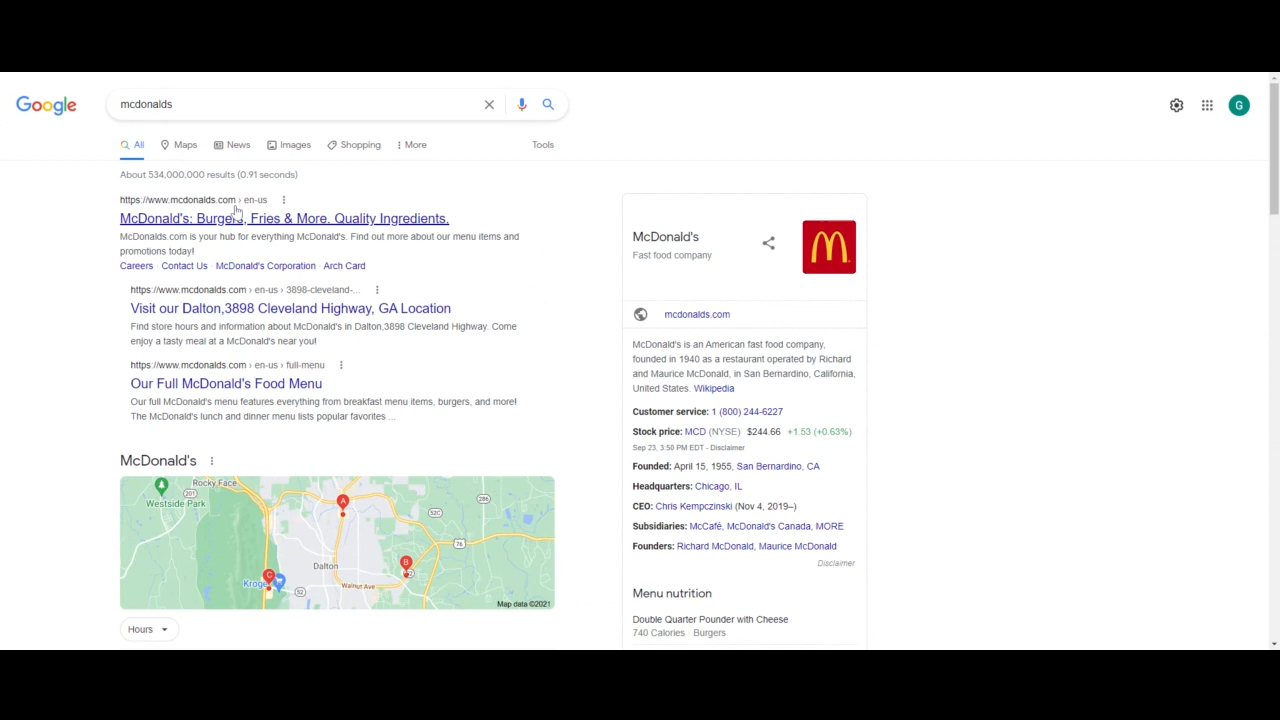 Google
mcdonalds
G
All Maps News Images Shopping More Tools
About 534,000,000 results (0.91 seconds)
https://www.mcdonalds.com › en-us
McDonald's: Burgers, Fries & More. Quality Ingredients.
McDonalds.com is your hub for everything McDonald's. Find out more about our menu items and
promotions today!
Careers · Contact Us · McDonald's Corporation · Arch Card
https://www.mcdonalds.com › en-us › 3898-cleveland-...
Visit our Dalton,3898 Cleveland Highway, GA Location
Find store hours and information about McDonald's in Dalton,3898 Cleveland Highway. Come
enjoy a tasty meal at a McDonald's near you!
https://www.mcdonalds.com › en-us › full-menu
Our Full McDonald's Food Menu
Our full McDonald's menu features everything from breakfast menu items, burgers, and more!
The McDonald's lunch and dinner menu lists popular favorites ...
McDonald's
Rocky Face
201
Westside Park
A
286
52C
76
B
Dalton
C
Kroger
Walnut Ave
52
Map data ©2021
Hours
McDonald's
Fast food company
mcdonalds.com
McDonald's is an American fast food company,
founded in 1940 as a restaurant operated by Richard
and Maurice McDonald, in San Bernardino, California,
United States. Wikipedia
Customer service: 1 (800) 244-6227
Stock price: MCD (NYSE) $244.66 +1.53 (+0.63%)
Sep 23, 3:50 PM EDT - Disclaimer
Founded: April 15, 1955, San Bernardino, CA
Headquarters: Chicago, IL
CEO: Chris Kempczinski (Nov 4, 2019–)
Subsidiaries: McCafé, McDonald's Canada, MORE
Founders: Richard McDonald, Maurice McDonald
Disclaimer
Menu nutrition
Double Quarter Pounder with Cheese
740 Calories · Burgers